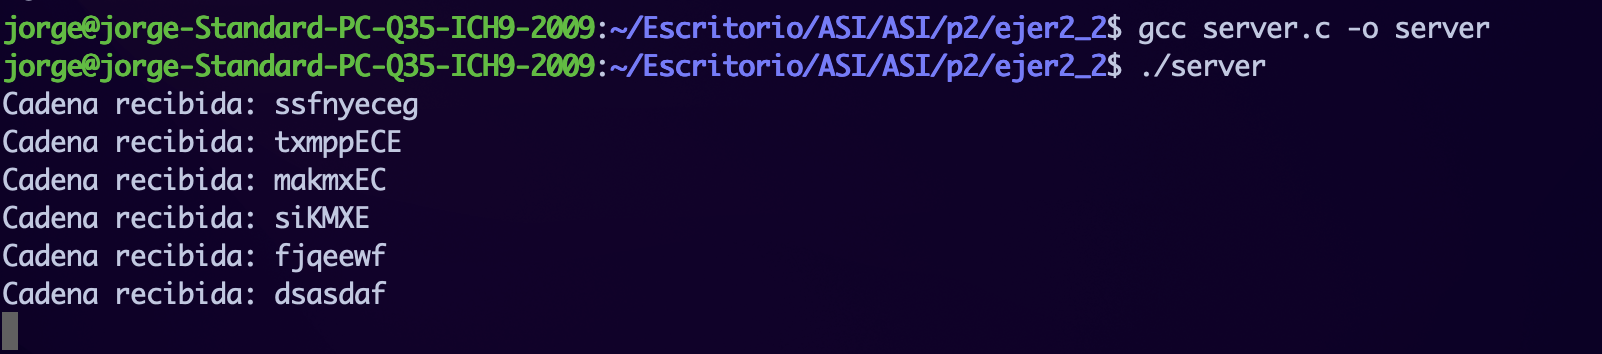 jorge@jorge-Standard-PC-Q35-ICH9-2009:~/Escritorio/ASI/ASI/p2/ejer2_2$ gcc server.c -o server
jorge@jorge-Standard-PC-Q35-ICH9-2009:~/Escritorio/ASI/ASI/p2/ejer2_2$ ./server
Cadena recibida: ssfnyeceg
Cadena recibida: txmppECE
Cadena recibida: makmxEC
Cadena recibida: siKMXE
Cadena recibida: fjqeewf
Cadena recibida: dsasdaf